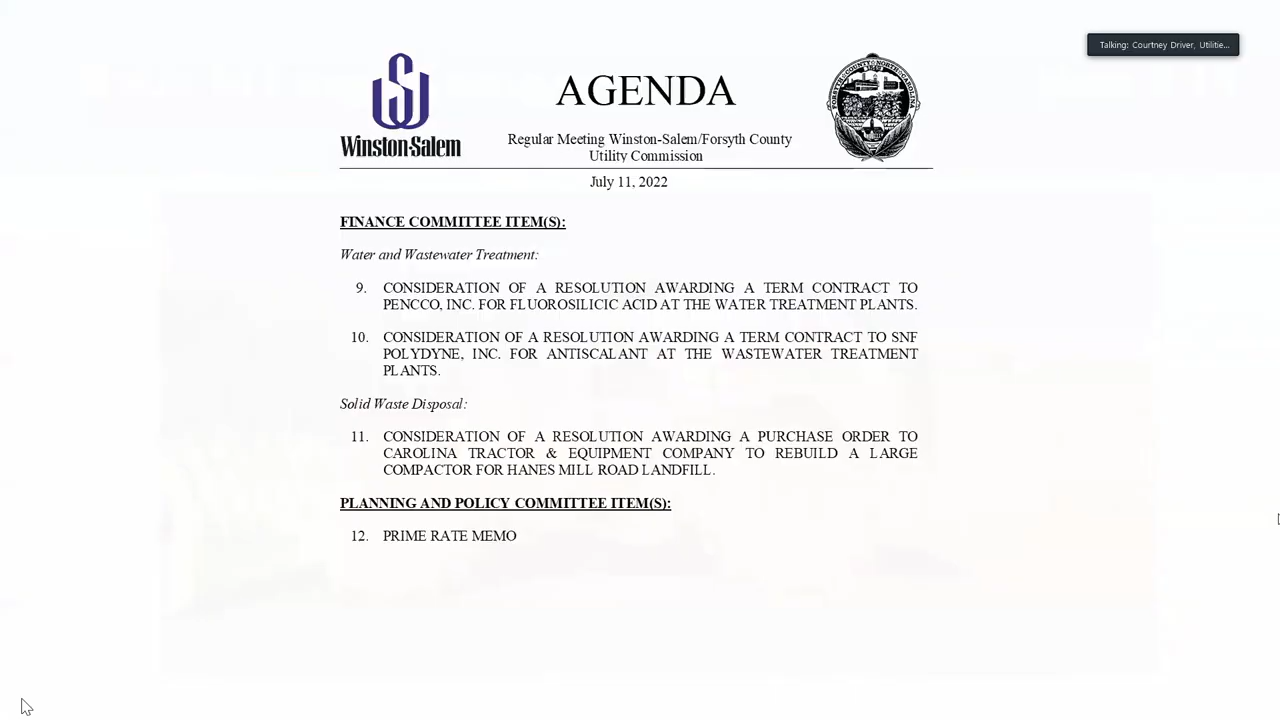 Talking: Courtney Driver, Utilitie...
AGENDA
Winston-Salem
FORSYTH COUNTY NORTH CAROLINA
Regular Meeting Winston-Salem/Forsyth County
Utility Commission
July 11, 2022
FINANCE COMMITTEE ITEM(S):
Water and Wastewater Treatment:
9. CONSIDERATION OF A RESOLUTION AWARDING A TERM CONTRACT TO
PENCCO, INC. FOR FLUOROSILICIC ACID AT THE WATER TREATMENT PLANTS.
10. CONSIDERATION OF A RESOLUTION AWARDING A TERM CONTRACT TO SNF
POLYDYNE, INC. FOR ANTISCALANT AT THE WASTEWATER TREATMENT
PLANTS.
Solid Waste Disposal:
11. CONSIDERATION OF A RESOLUTION AWARDING A PURCHASE ORDER TO
CAROLINA TRACTOR & EQUIPMENT COMPANY TO REBUILD A LARGE
COMPACTOR FOR HANES MILL ROAD LANDFILL.
PLANNING AND POLICY COMMITTEE ITEM(S):
12. PRIME RATE MEMO